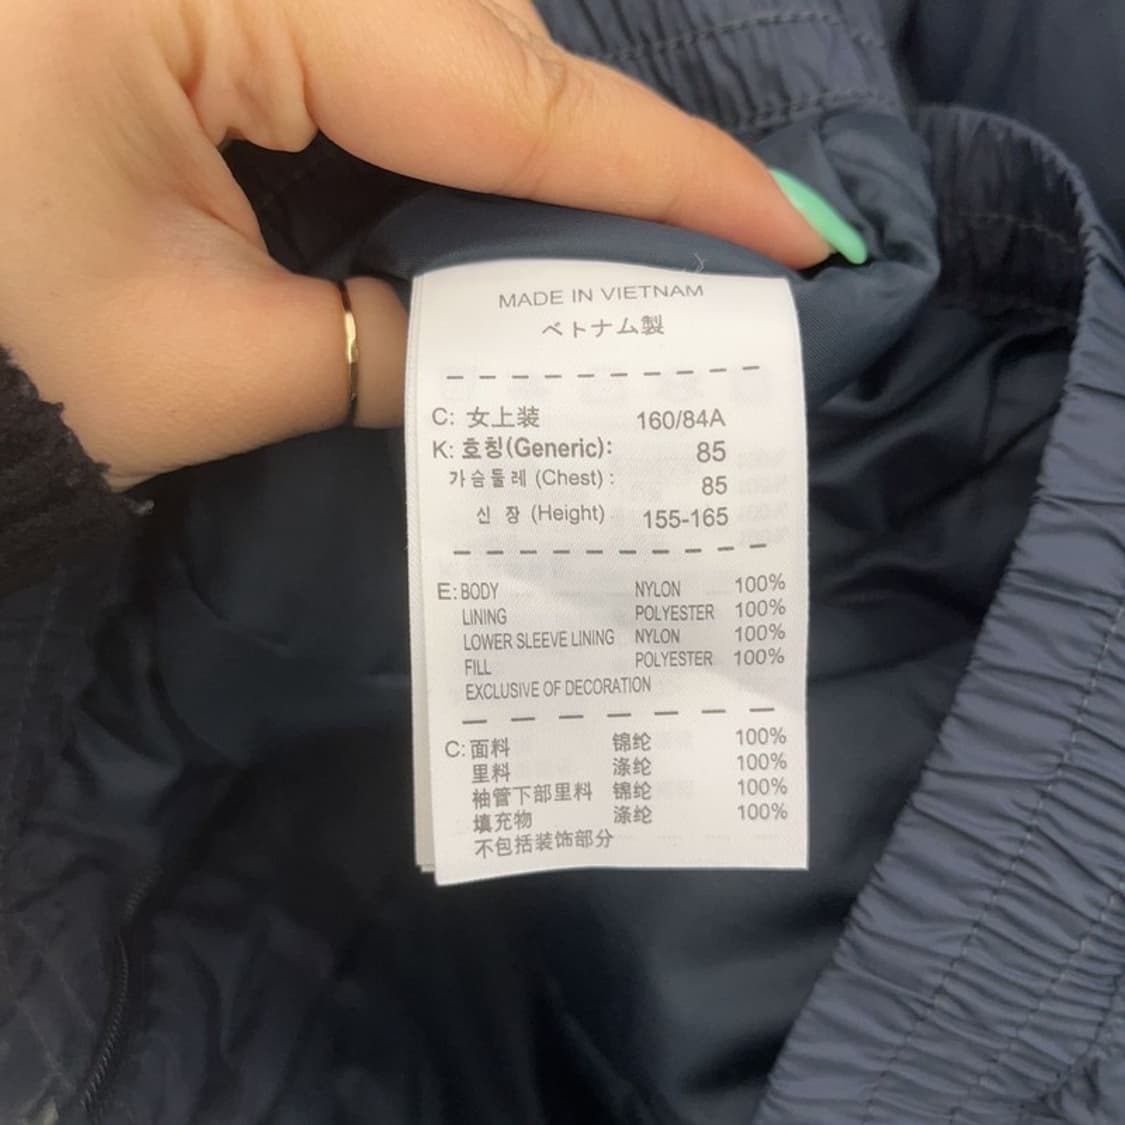 MADE IN VIETNAM
ベトナム製
C: 女上装 160/84A
K: 호칭(Generic): 85
가슴둘레 (Chest) : 85
신 장 (Height) 155-165
E: BODY NYLON 100%
LINING POLYESTER 100%
LOWER SLEEVE LINING NYLON 100%
FILL POLYESTER 100%
EXCLUSIVE OF DECORATION
C: 面料 锦纶 100%
里料 涤纶 100%
袖管下部里料 锦纶 100%
填充物 涤纶 100%
不包括装饰部分